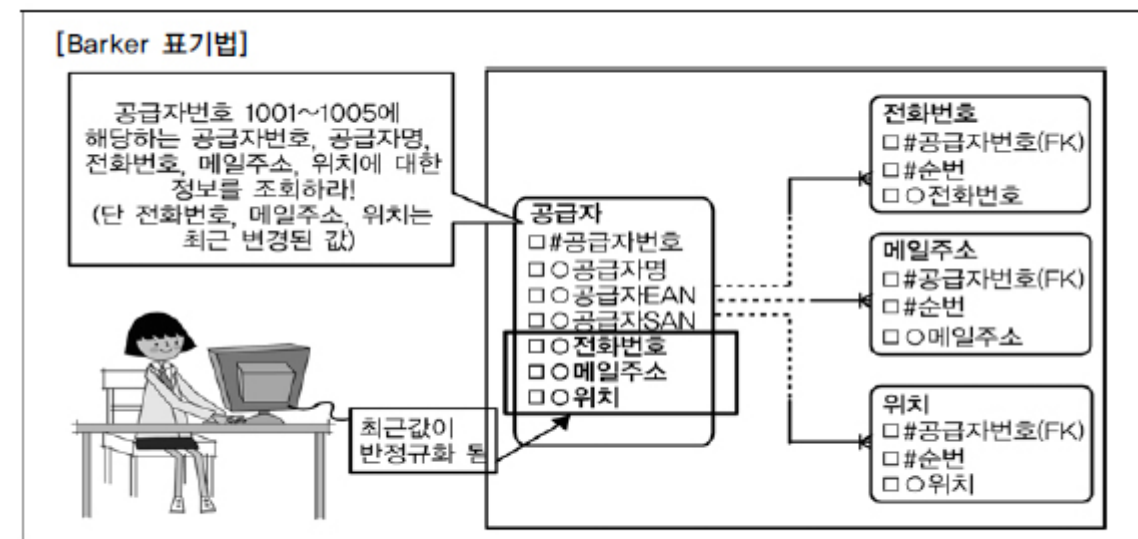 [Barker 표기법]
공급자번호 1001~1005에
해당하는 공급자번호, 공급자명,
전화번호, 메일주소, 위치에 대한
정보를 조회하라!
(단 전화번호, 메일주소, 위치는
최근 변경된 값)
공급자
□#공급자번호
□○공급자명
□○공급자EAN
□○공급자SAN
□○전화번호
□○메일주소
□○위치
최근값이
반정규화 됨
전화번호
□#공급자번호(FK)
□#순번
□○전화번호
메일주소
□#공급자번호(FK)
□#순번
□○메일주소
위치
□#공급자번호(FK)
□#순번
□○위치